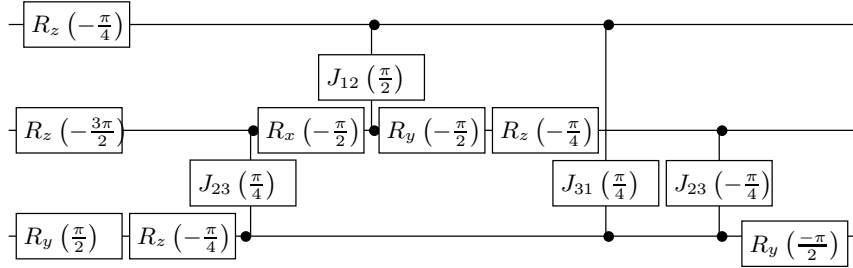 R_z (-π/4)
J_12 (π/2)
R_z (-3π/2) R_x (-π/2) R_y (-π/2) R_z (-π/4)
J_23 (π/4) J_31 (π/4) J_23 (-π/4)
R_y (π/2) R_z (-π/4) R_y (-π/2)